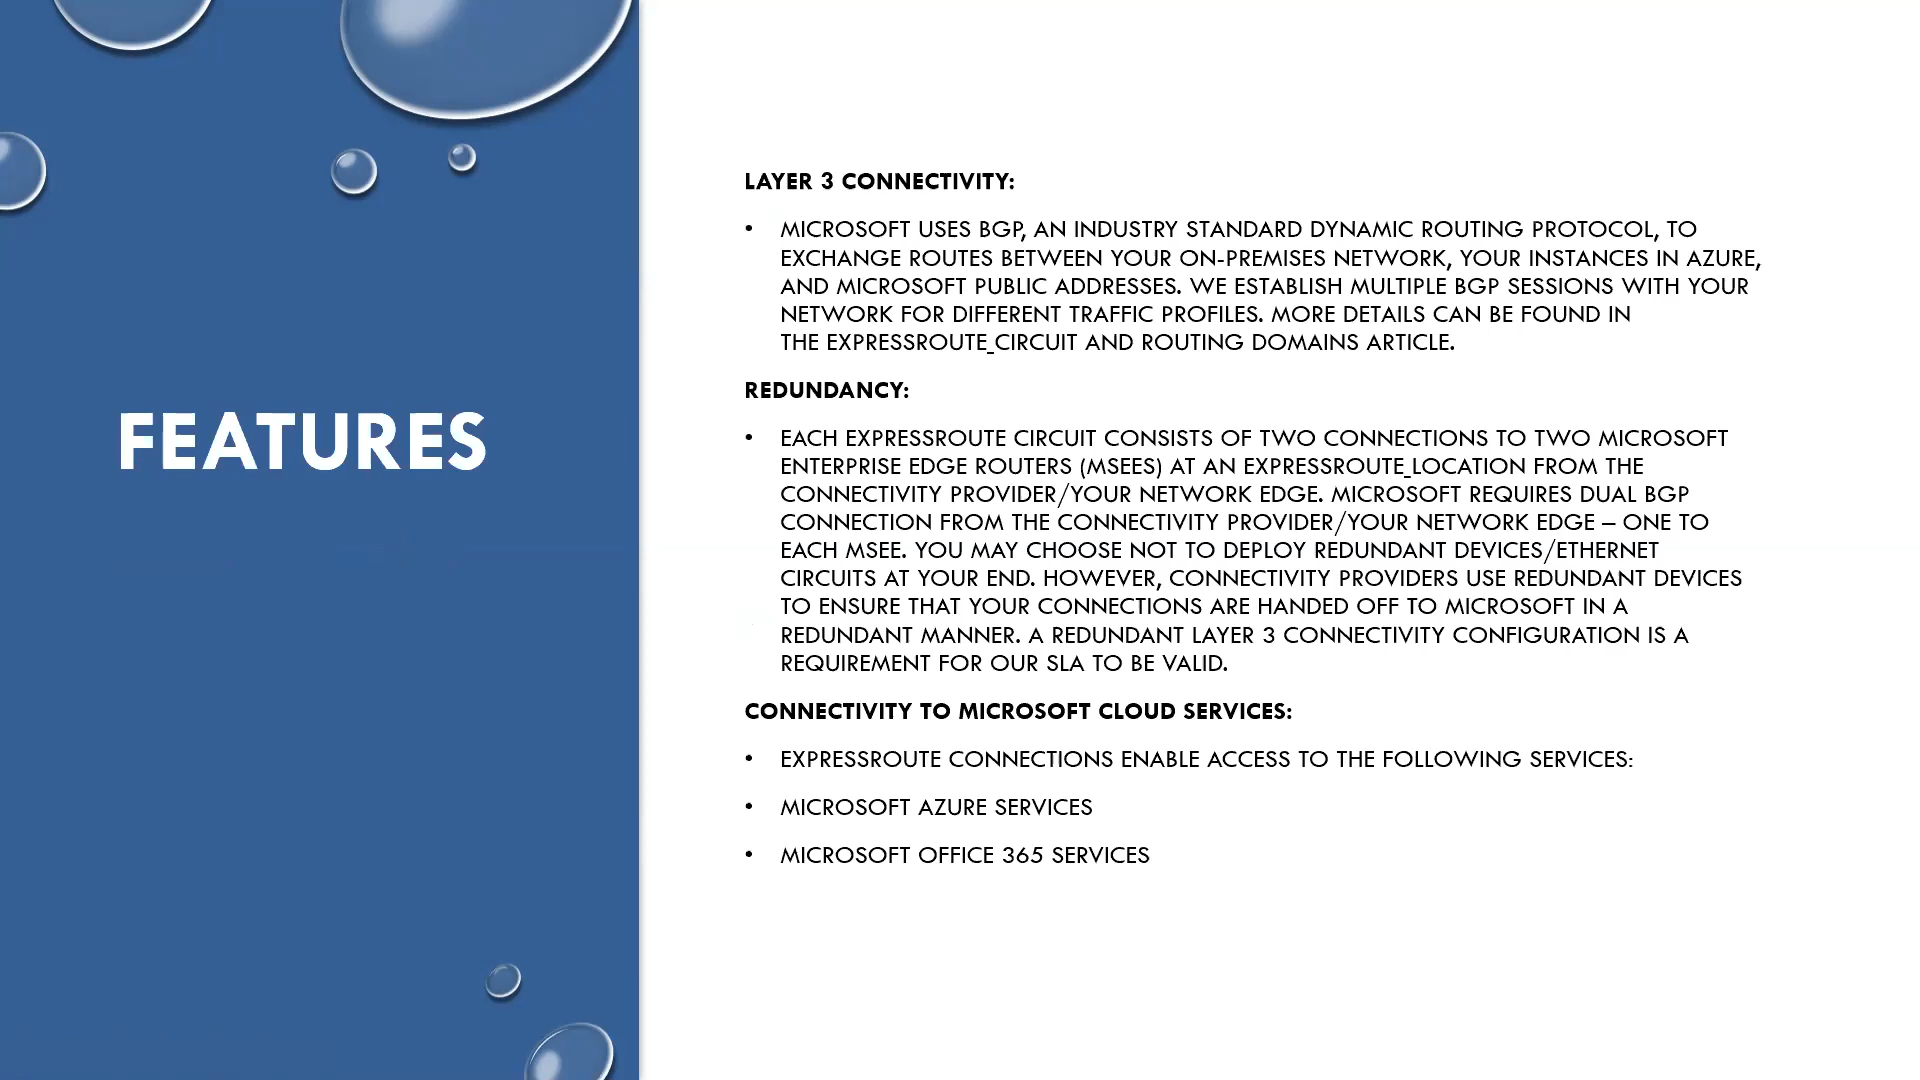 FEATURES
LAYER 3 CONNECTIVITY:
• MICROSOFT USES BGP, AN INDUSTRY STANDARD DYNAMIC ROUTING PROTOCOL, TO
EXCHANGE ROUTES BETWEEN YOUR ON-PREMISES NETWORK, YOUR INSTANCES IN AZURE,
AND MICROSOFT PUBLIC ADDRESSES. WE ESTABLISH MULTIPLE BGP SESSIONS WITH YOUR
NETWORK FOR DIFFERENT TRAFFIC PROFILES. MORE DETAILS CAN BE FOUND IN
THE EXPRESSROUTE_CIRCUIT AND ROUTING DOMAINS ARTICLE.
REDUNDANCY:
• EACH EXPRESSROUTE CIRCUIT CONSISTS OF TWO CONNECTIONS TO TWO MICROSOFT
ENTERPRISE EDGE ROUTERS (MSEES) AT AN EXPRESSROUTE_LOCATION FROM THE
CONNECTIVITY PROVIDER/YOUR NETWORK EDGE. MICROSOFT REQUIRES DUAL BGP
CONNECTION FROM THE CONNECTIVITY PROVIDER/YOUR NETWORK EDGE – ONE TO
EACH MSEE. YOU MAY CHOOSE NOT TO DEPLOY REDUNDANT DEVICES/ETHERNET
CIRCUITS AT YOUR END. HOWEVER, CONNECTIVITY PROVIDERS USE REDUNDANT DEVICES
TO ENSURE THAT YOUR CONNECTIONS ARE HANDED OFF TO MICROSOFT IN A
REDUNDANT MANNER. A REDUNDANT LAYER 3 CONNECTIVITY CONFIGURATION IS A
REQUIREMENT FOR OUR SLA TO BE VALID.
CONNECTIVITY TO MICROSOFT CLOUD SERVICES:
• EXPRESSROUTE CONNECTIONS ENABLE ACCESS TO THE FOLLOWING SERVICES:
• MICROSOFT AZURE SERVICES
• MICROSOFT OFFICE 365 SERVICES